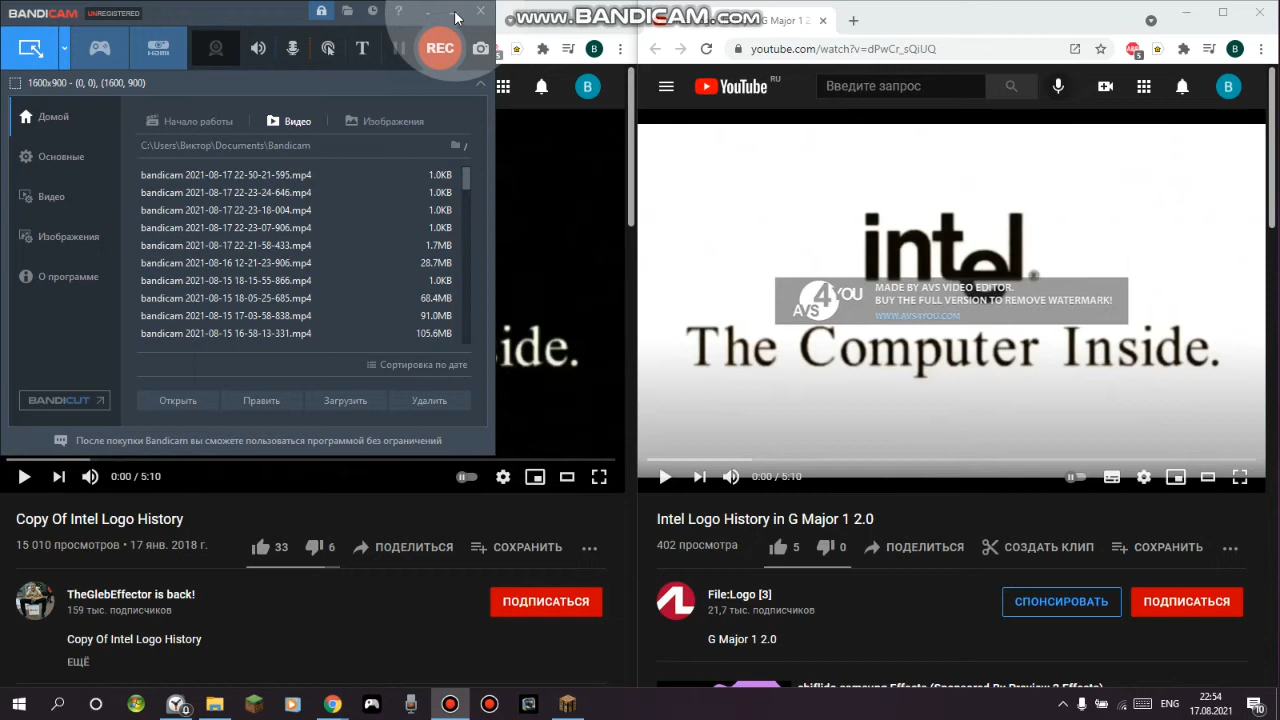 BANDICAM UNREGISTERED
www.BANDICAM.com
REC
1600x900 - (0, 0), (1600, 900)
Домой
Основные
Видео
Изображения
О программе
BANDICUT
Начало работы
Видео
Изображения
C:\Users\Виктор\Documents\Bandicam
bandicam 2021-08-17 22-50-21-595.mp4 1.0KB
bandicam 2021-08-17 22-23-24-646.mp4 1.0KB
bandicam 2021-08-17 22-23-18-004.mp4 1.0KB
bandicam 2021-08-17 22-23-07-906.mp4 1.0KB
bandicam 2021-08-17 22-21-58-433.mp4 1.7MB
bandicam 2021-08-16 12-21-23-906.mp4 28.7MB
bandicam 2021-08-15 18-15-55-866.mp4 1.0KB
bandicam 2021-08-15 18-05-25-685.mp4 68.4MB
bandicam 2021-08-15 17-03-58-838.mp4 91.0MB
bandicam 2021-08-15 16-58-13-331.mp4 105.6MB
Сортировка по дате
Открыть Править Загрузить Удалить
После покупки Bandicam вы сможете пользоваться программой без ограничений
В
side.
0:00 / 5:10
Copy Of Intel Logo History
15 010 просмотров • 17 янв. 2018 г.
33 6 ПОДЕЛИТЬСЯ СОХРАНИТЬ
TheGlebEffector is back!
159 тыс. подписчиков
ПОДПИСАТЬСЯ
Copy Of Intel Logo History
ЕЩЁ
G Major 1 2
youtube.com/watch?v=dPwCr_sQiUQ
В
YouTube RU
Введите запрос
В
intel
MADE BY AVS VIDEO EDITOR.
BUY THE FULL VERSION TO REMOVE WATERMARK!
WWW.AVS4YOU.COM
AVS 4 YOU
The Computer Inside.
0:00 / 5:10
Intel Logo History in G Major 1 2.0
402 просмотра
5 0 ПОДЕЛИТЬСЯ СОЗДАТЬ КЛИП СОХРАНИТЬ
File:Logo [3]
21,7 тыс. подписчиков
СПОНСИРОВАТЬ
ПОДПИСАТЬСЯ
G Major 1 2.0
ENG
22:54
17.08.2021
10